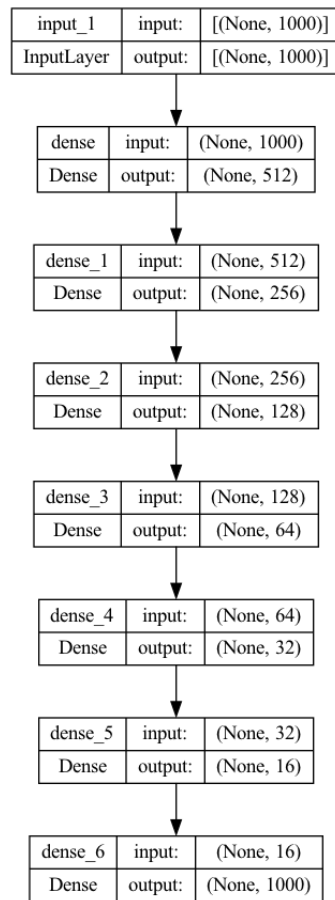 input_1 input: [(None, 1000)]
InputLayer output: [(None, 1000)]
dense input: (None, 1000)
Dense output: (None, 512)
dense_1 input: (None, 512)
Dense output: (None, 256)
dense_2 input: (None, 256)
Dense output: (None, 128)
dense_3 input: (None, 128)
Dense output: (None, 64)
dense_4 input: (None, 64)
Dense output: (None, 32)
dense_5 input: (None, 32)
Dense output: (None, 16)
dense_6 input: (None, 16)
Dense output: (None, 1000)